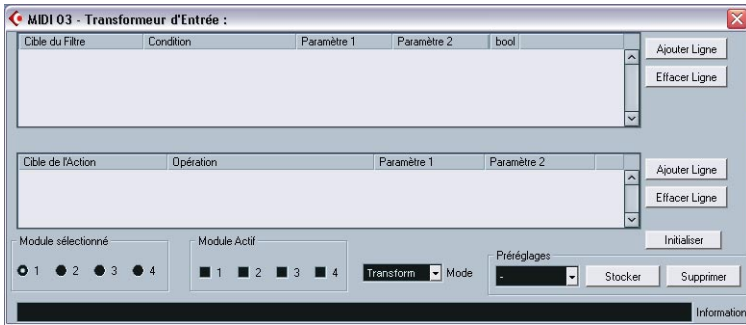 MIDI 03 - Transformeur d'Entrée :
Cible du Filtre Condition Paramètre 1 Paramètre 2 bool
Ajouter Ligne
Effacer Ligne
Cible de l'Action Opération Paramètre 1 Paramètre 2
Ajouter Ligne
Effacer Ligne
Initialiser
Module sélectionné Module Actif Préréglages
1 2 3 4 1 2 3 4 Transform Mode - Stocker Supprimer
Information